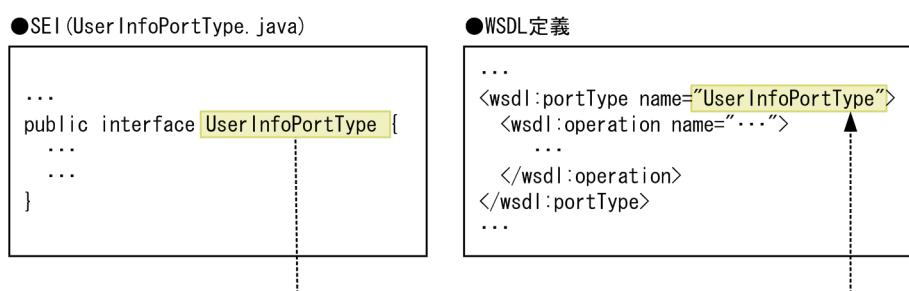 ●SEI(UserInfoPortType.java)
...
public interface UserInfoPortType {
...
...
}
●WSDL定義
...
<wsdl:portType name="UserInfoPortType">
<wsdl:operation name="...">
...
</wsdl:operation>
</wsdl:portType>
...